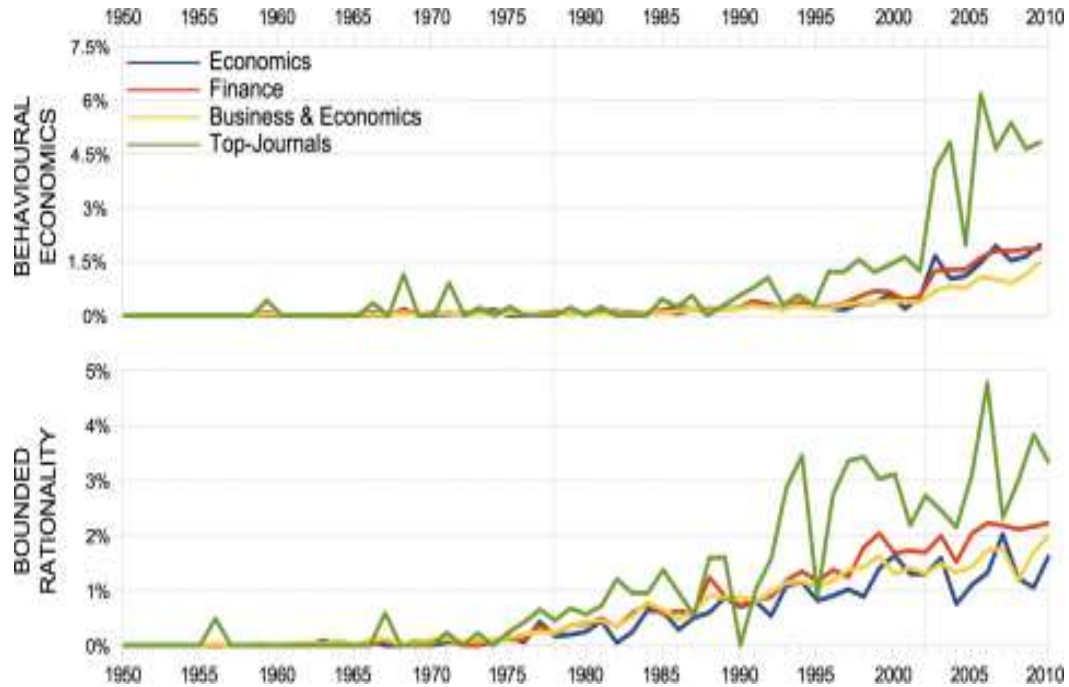 1950 1955 1960 1965 1970 1975 1980 1985 1990 1995 2000 2005 2010
7.5%
Economics
Finance
6%
Business & Economics
Top-Journals
4.5%
3%
1.5%
0%
BEHAVIOURAL
ECONOMICS
5%
4%
3%
2%
1%
0%
BOUNDED
RATIONALITY
1950 1955 1960 1965 1970 1975 1980 1985 1990 1995 2000 2005 2010